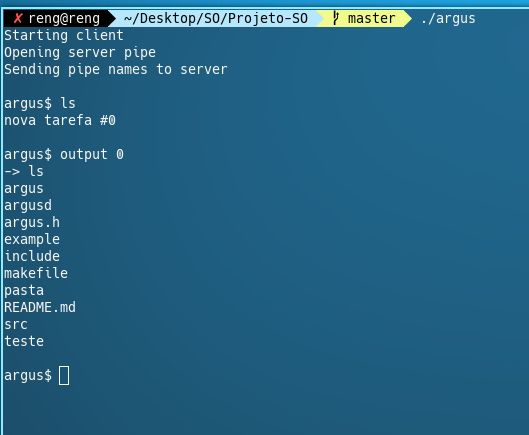 ✗ reng@reng ~/Desktop/SO/Projeto-SO master ./argus
Starting client
Opening server pipe
Sending pipe names to server
argus$ ls
nova tarefa #0
argus$ output 0
-> ls
argus
argusd
argus.h
example
include
makefile
pasta
README.md
src
teste
argus$